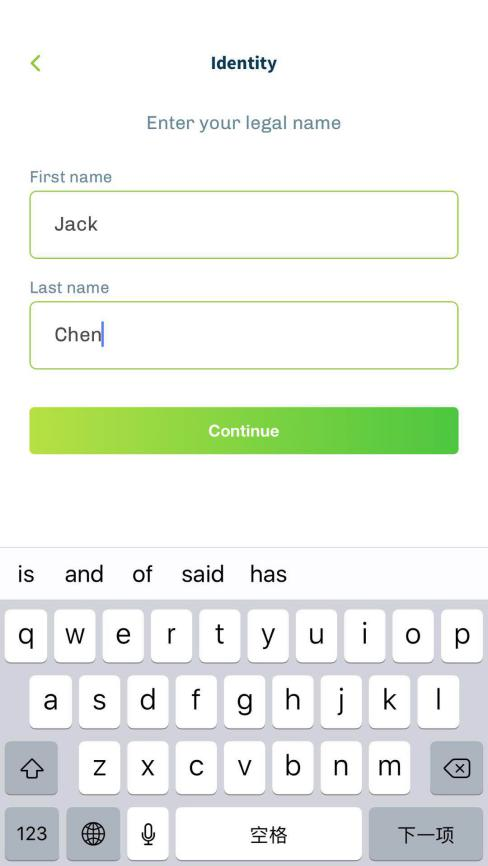 Identity
Enter your legal name
First name
Jack
Last name
Chen
Continue
is and of said has
q w e r t y u i o p
a s d f g h j k l
z x c v b n m
123 空格 下一项